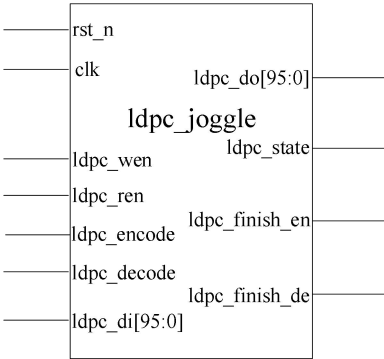 rst_n
clk
ldpc_do[95:0]
ldpc_joggle
ldpc_state
ldpc_wen
ldpc_ren
ldpc_finish_en
ldpc_encode
ldpc_decode
ldpc_finish_de
ldpc_di[95:0]